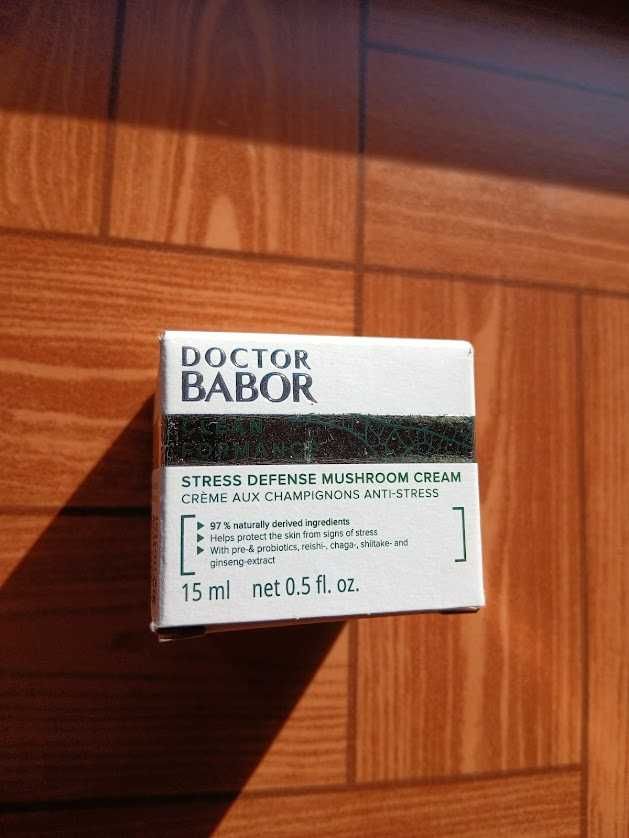 DOCTOR
BABOR
CLEAN
FORMANCE
STRESS DEFENSE MUSHROOM CREAM
CRÈME AUX CHAMPIGNONS ANTI-STRESS
▶ 97 % naturally derived ingredients
▶ Helps protect the skin from signs of stress
▶ With pre-& probiotics, reishi-, chaga-, shiitake- and
ginseng-extract
15 ml net 0.5 fl. oz.